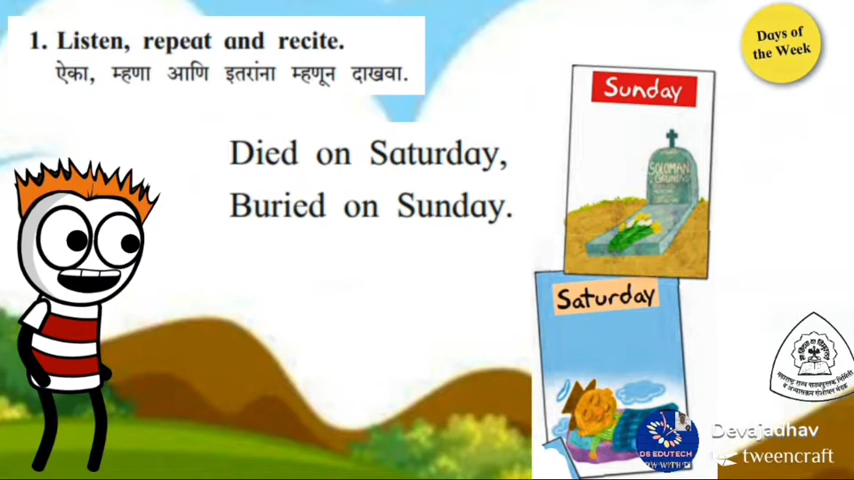 1. Listen, repeat and recite.
ऐका, म्हणा आणि इतरांना म्हणून दाखवा.
Days of
the Week
Died on Saturday,
Buried on Sunday.
Sunday
SOLOMAN
GRUNDY
Saturday
DS EDUTECH
Devajadhav
tweencraft